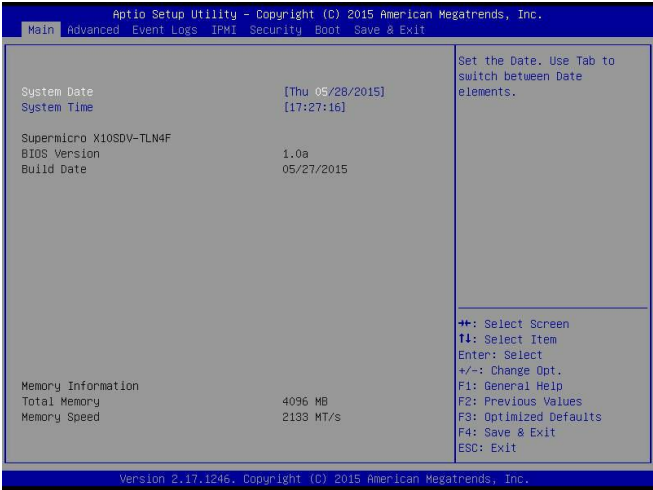 Aptio Setup Utility – Copyright (C) 2015 American Megatrends, Inc.
Main Advanced Event Logs IPMI Security Boot Save & Exit
System Date [Thu 05/28/2015]
System Time [17:27:16]
Supermicro X10SDV-TLN4F
BIOS Version 1.0a
Build Date 05/27/2015
Memory Information
Total Memory 4096 MB
Memory Speed 2133 MT/s
Set the Date. Use Tab to
switch between Date
elements.
→←: Select Screen
↑↓: Select Item
Enter: Select
+/-: Change Opt.
F1: General Help
F2: Previous Values
F3: Optimized Defaults
F4: Save & Exit
ESC: Exit
Version 2.17.1246. Copyright (C) 2015 American Megatrends, Inc.